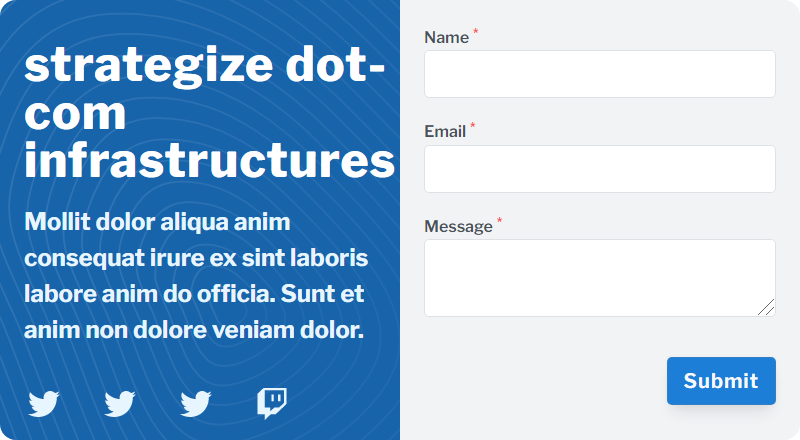 strategize dot-
com
infrastructures
Mollit dolor aliqua anim
consequat irure ex sint laboris
labore anim do officia. Sunt et
anim non dolore veniam dolor.
Name *
Email *
Message *
Submit